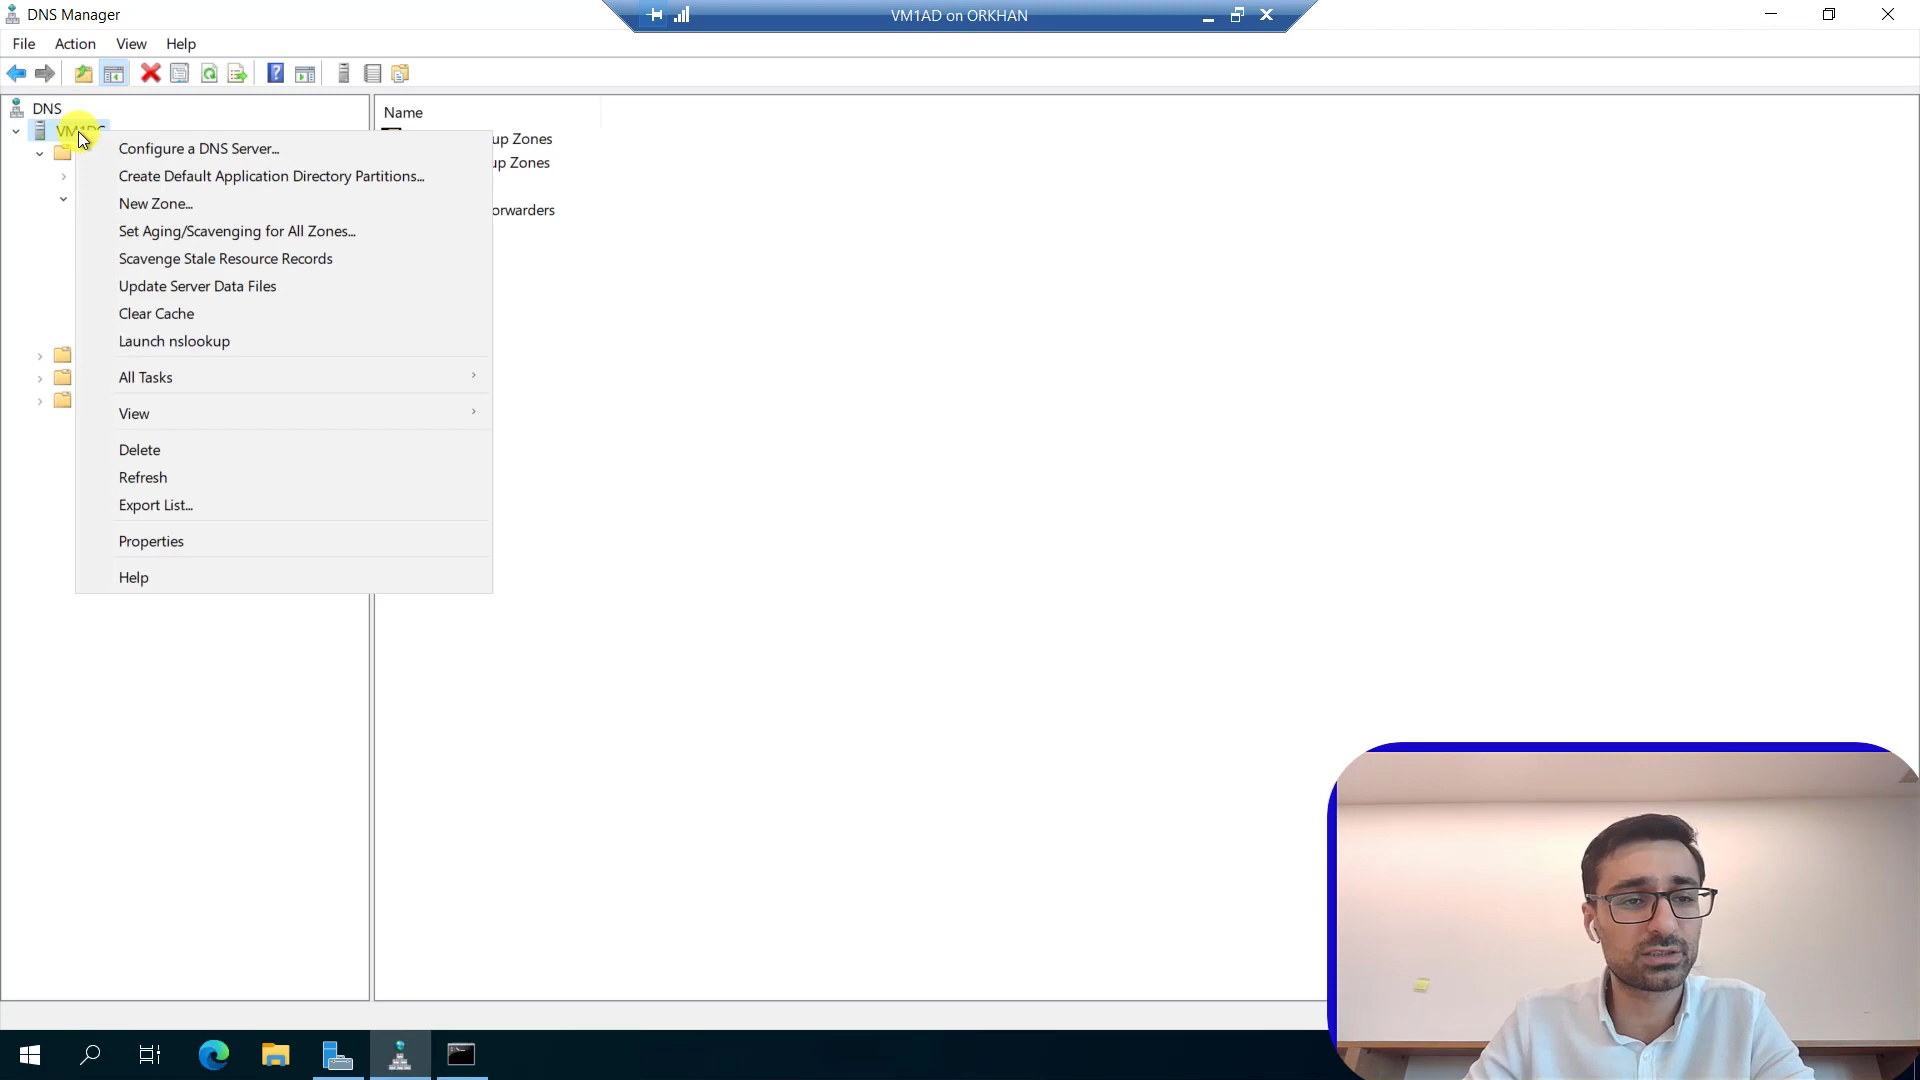 DNS Manager
VM1AD on ORKHAN
File Action View Help
DNS
Name
VM1DC
Configure a DNS Server...
up Zones
Create Default Application Directory Partitions...
up Zones
New Zone...
orwarders
Set Aging/Scavenging for All Zones...
Scavenge Stale Resource Records
Update Server Data Files
Clear Cache
Launch nslookup
All Tasks
View
Delete
Refresh
Export List...
Properties
Help